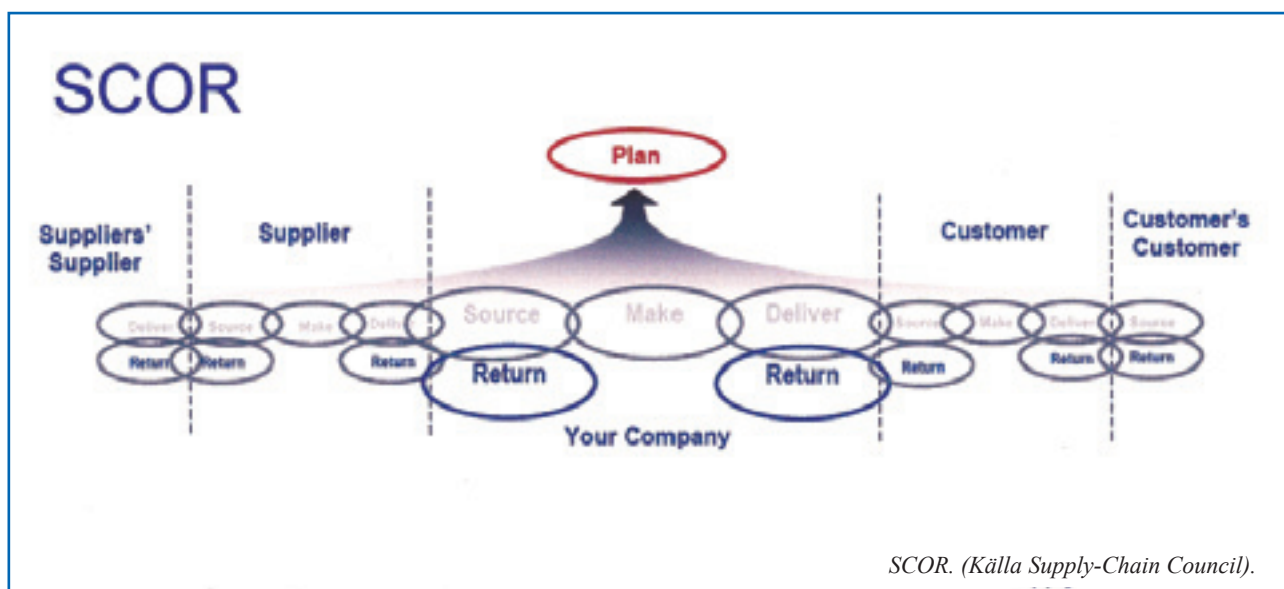 SCOR
Plan
Suppliers'
Supplier
Supplier
Customer
Customer's
Customer
Deliver Source Make Deliver Source Make Deliver Source Make Deliver Source
Return Return Return Return Return Return Return Return
Your Company
SCOR. (Källa Supply-Chain Council).